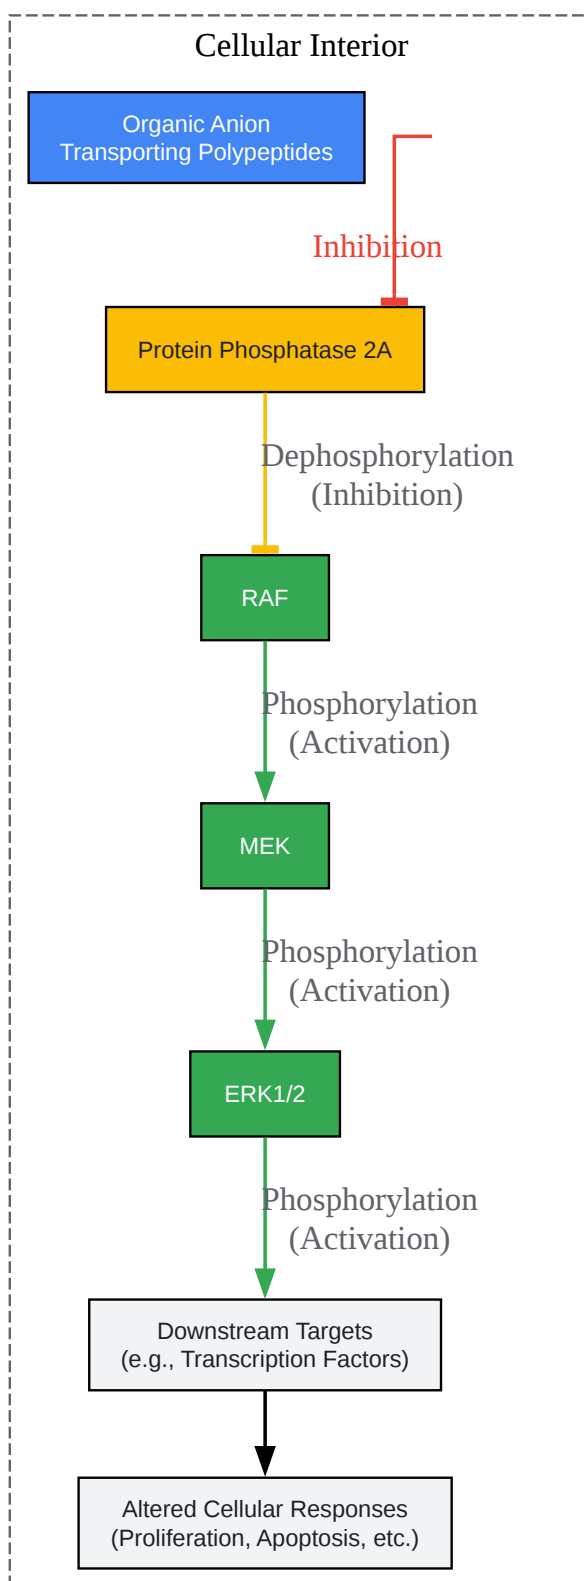 Cellular Interior
Organic Anion
Transporting Polypeptides
Inhibition
Protein Phosphatase 2A
Dephosphorylation
(Inhibition)
RAF
Phosphorylation
(Activation)
MEK
Phosphorylation
(Activation)
ERK1/2
Phosphorylation
(Activation)
Downstream Targets
(e.g., Transcription Factors)
Altered Cellular Responses
(Proliferation, Apoptosis, etc.)